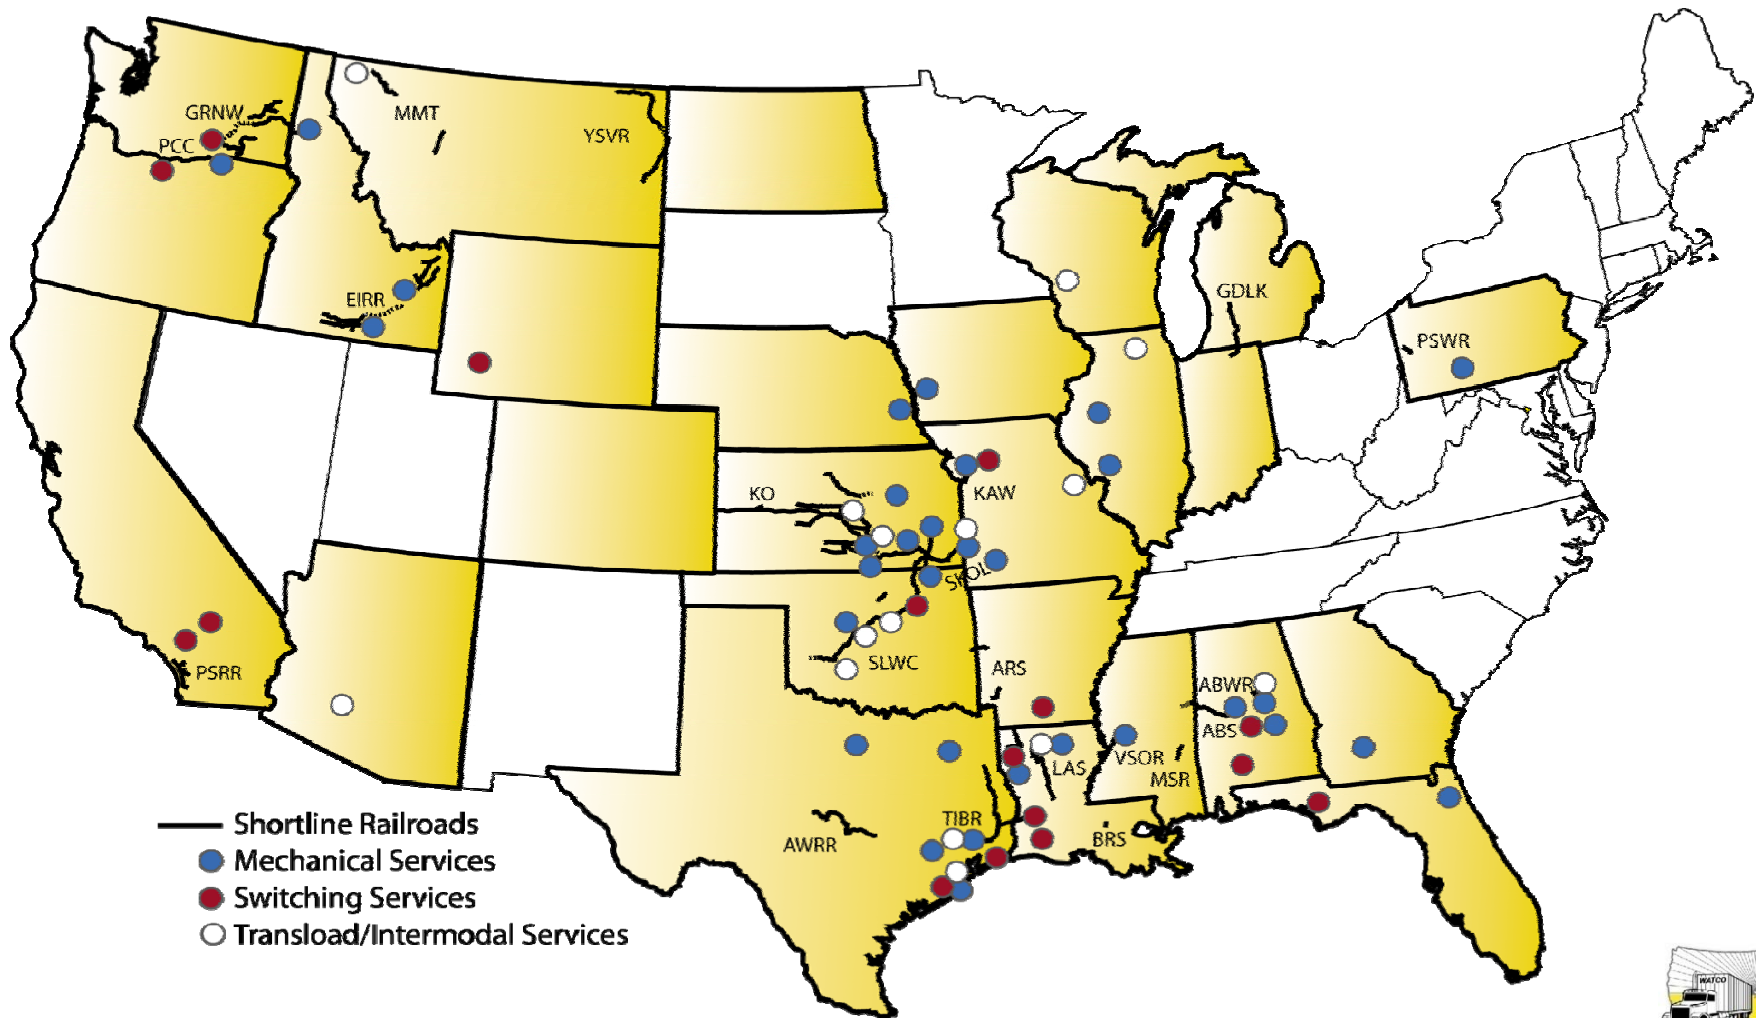 GRNW
MMT
YSVR
PCC
EIRR
GDLK
PSWR
KO
KAW
SKOL
PSRR
SLWC
ARS
ABWR
ABS
VSOR
LAS
MSR
TIBR
AWRR
BRS
Shortline Railroads
Mechanical Services
Switching Services
Transload/Intermodal Services
WATCO